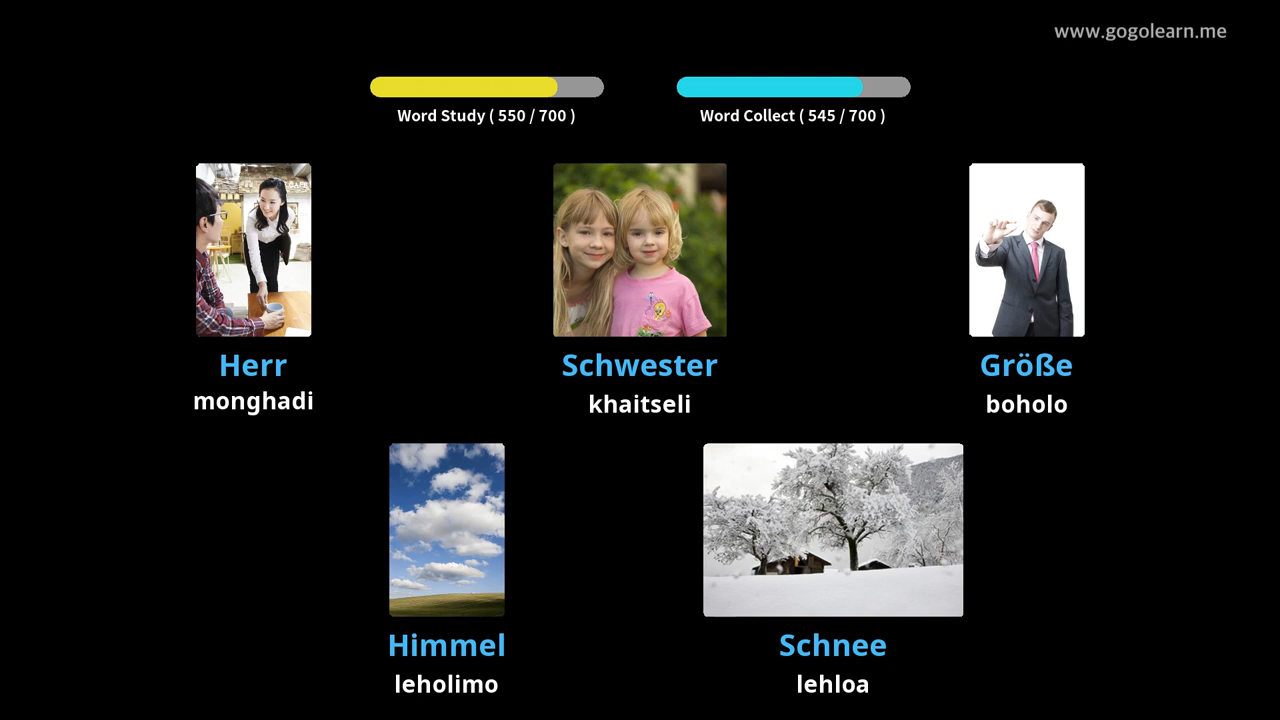 www.gogolearn.me
Word Study ( 550 / 700 )
Word Collect ( 545 / 700 )
Herr
monghadi
Schwester
khaitseli
Größe
boholo
Himmel
leholimo
Schnee
lehloa